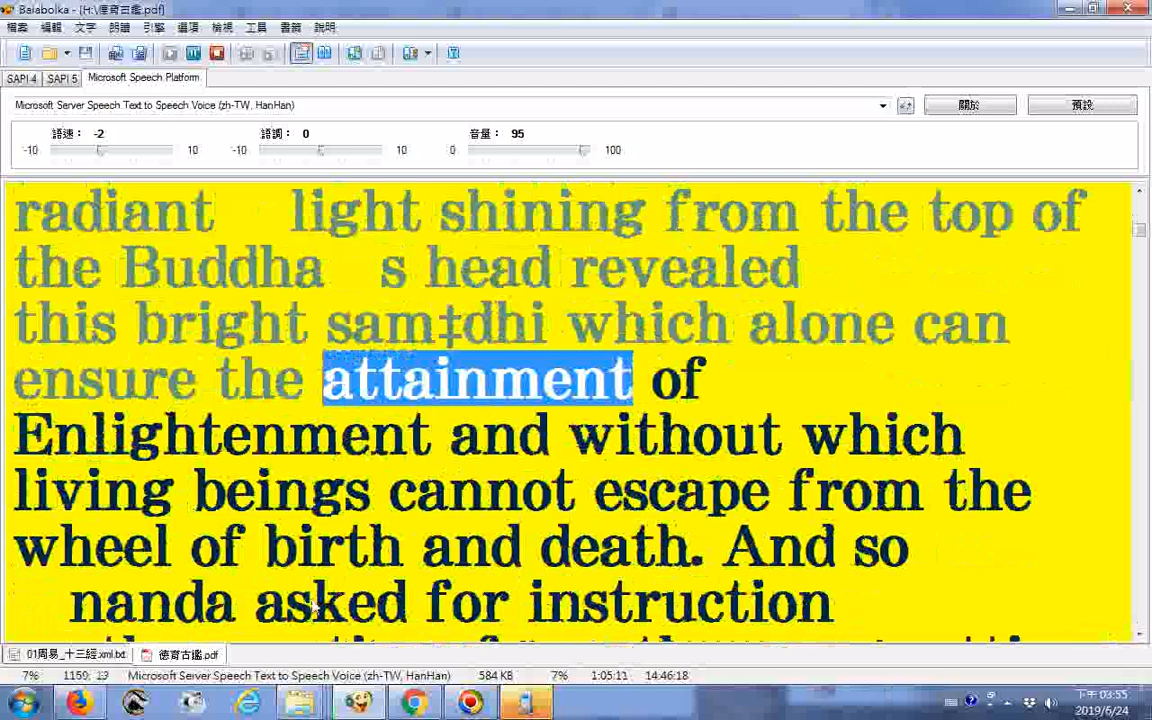 Balabolka - [H:\德育古鑑.pdf]
檔案 編輯 文字 朗讀 引擎 選項 檢視 工具 書籤 說明
SAPI 4 SAPI 5 Microsoft Speech Platform
Microsoft Server Speech Text to Speech Voice (zh-TW, HanHan) 關於 預設
語速： -2 語調： 0 音量： 95
-10 10 -10 10 0 100
radiant light shining from the top of
the Buddha s head revealed
this bright sam‡dhi which alone can
ensure the attainment of
Enlightenment and without which
living beings cannot escape from the
wheel of birth and death. And so
nanda asked for instruction
01周易_十三經.xml.txt 德育古鑑.pdf
7% 1150, 13 Microsoft Server Speech Text to Speech Voice (zh-TW, HanHan) 584 KB 7% 1:05:11 14:46:18
下午 03:55
2019/6/24